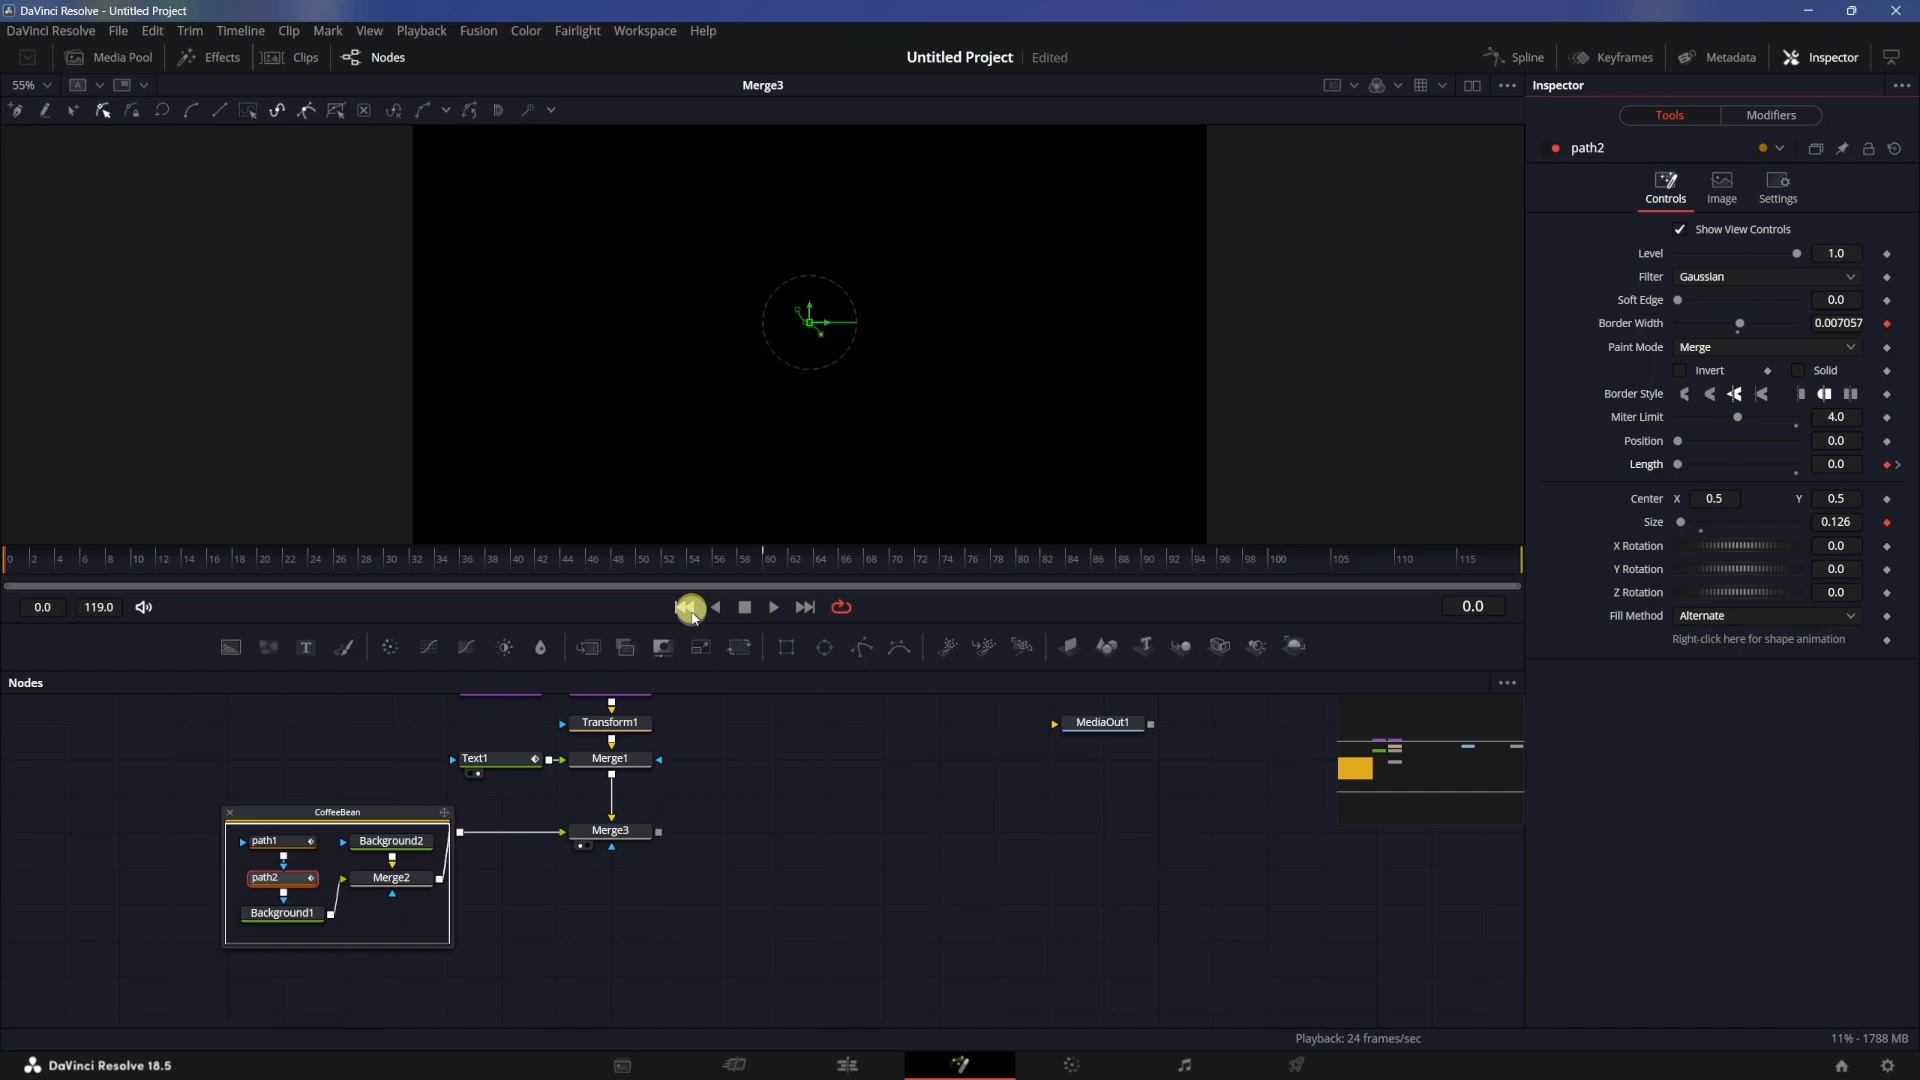 DaVinci Resolve - Untitled Project
DaVinci Resolve File Edit Trim Timeline Clip Mark View Playback Fusion Color Fairlight Workspace Help
Media Pool Effects Clips Nodes Untitled Project Edited Spline Keyframes Metadata Inspector
55% A Merge3 Inspector
Tools Modifiers
path2
Controls Image Settings
Show View Controls
Level 1.0
Filter Gaussian
Soft Edge 0.0
Border Width 0.007057
Paint Mode Merge
Invert Solid
Border Style
Miter Limit 4.0
Position 0.0
Length 0.0
Center X 0.5 Y 0.5
Size 0.126
X Rotation 0.0
Y Rotation 0.0
Z Rotation 0.0
Fill Method Alternate
Right-click here for shape animation
0 2 4 6 8 10 12 14 16 18 20 22 24 26 28 30 32 34 36 38 40 42 44 46 48 50 52 54 56 58 60 62 64 66 68 70 72 74 76 78 80 82 84 86 88 90 92 94 96 98 100 105 110 115
0.0 119.0 0.0
Nodes
Transform1 MediaOut1
Text1 Merge1
CoffeeBean
Merge3
path1 Background2
path2 Merge2
Background1
Playback: 24 frames/sec 11% - 1788 MB
DaVinci Resolve 18.5